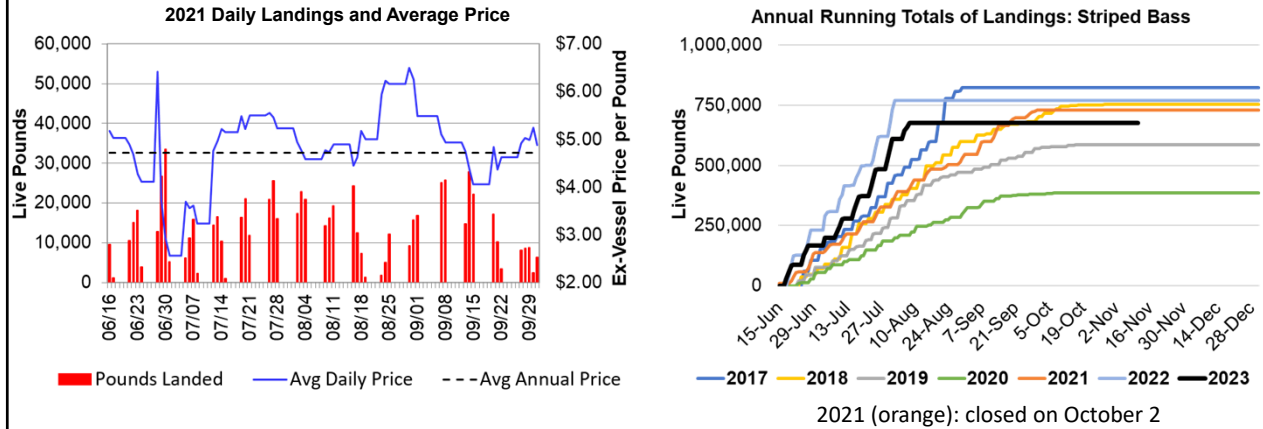 2021 Daily Landings and Average Price
60,000
50,000
40,000
30,000
20,000
10,000
0
Live Pounds
$7.00
$6.00
$5.00
$4.00
$3.00
$2.00
Ex-Vessel Price per Pound
06/16
06/23
06/30
07/07
07/14
07/21
07/28
08/04
08/11
08/18
08/25
09/01
09/08
09/15
09/22
09/29
Pounds Landed
Avg Daily Price
Avg Annual Price
Annual Running Totals of Landings: Striped Bass
1,000,000
750,000
500,000
250,000
0
Live Pounds
15-Jun
29-Jun
13-Jul
27-Jul
10-Aug
24-Aug
7-Sep
21-Sep
5-Oct
19-Oct
2-Nov
16-Nov
30-Nov
14-Dec
28-Dec
2017
2018
2019
2020
2021
2022
2023
2021 (orange): closed on October 2